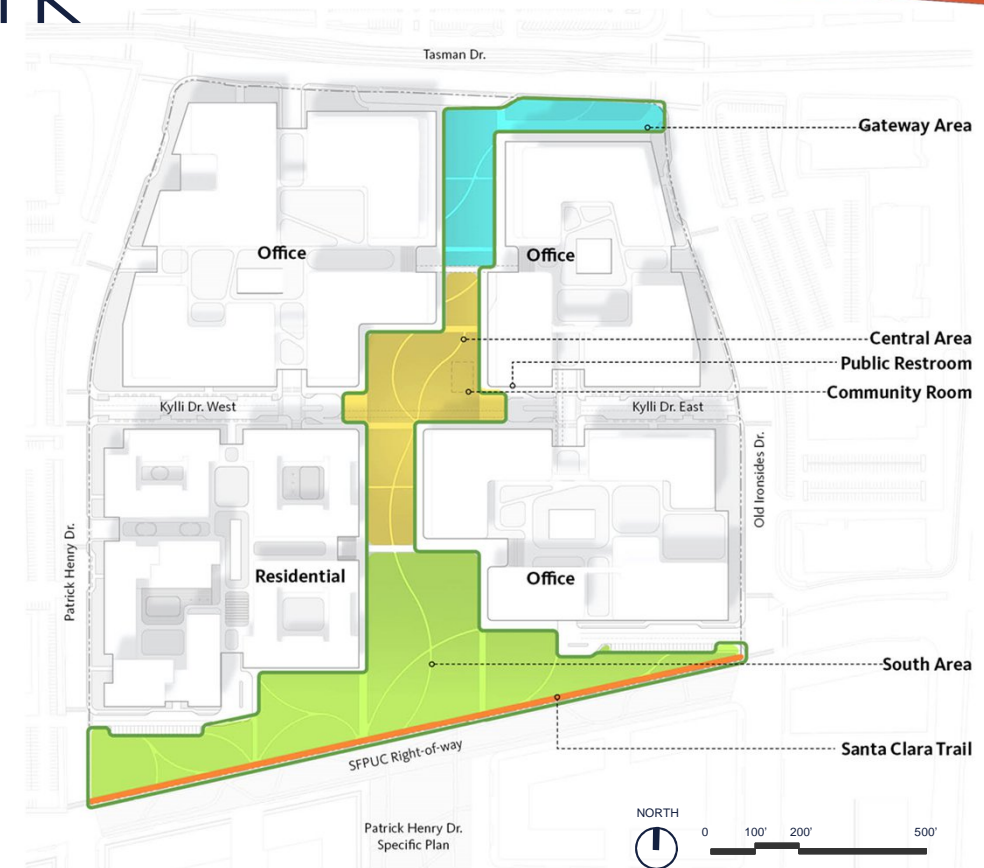 Tasman Dr.
Gateway Area
Office
Office
Central Area
Public Restroom
Community Room
Kylli Dr. West
Kylli Dr. East
Old Ironsides Dr.
Patrick Henry Dr.
Residential
Office
South Area
Santa Clara Trail
SFPUC Right-of-way
Patrick Henry Dr.
Specific Plan
NORTH
0 100' 200' 500'